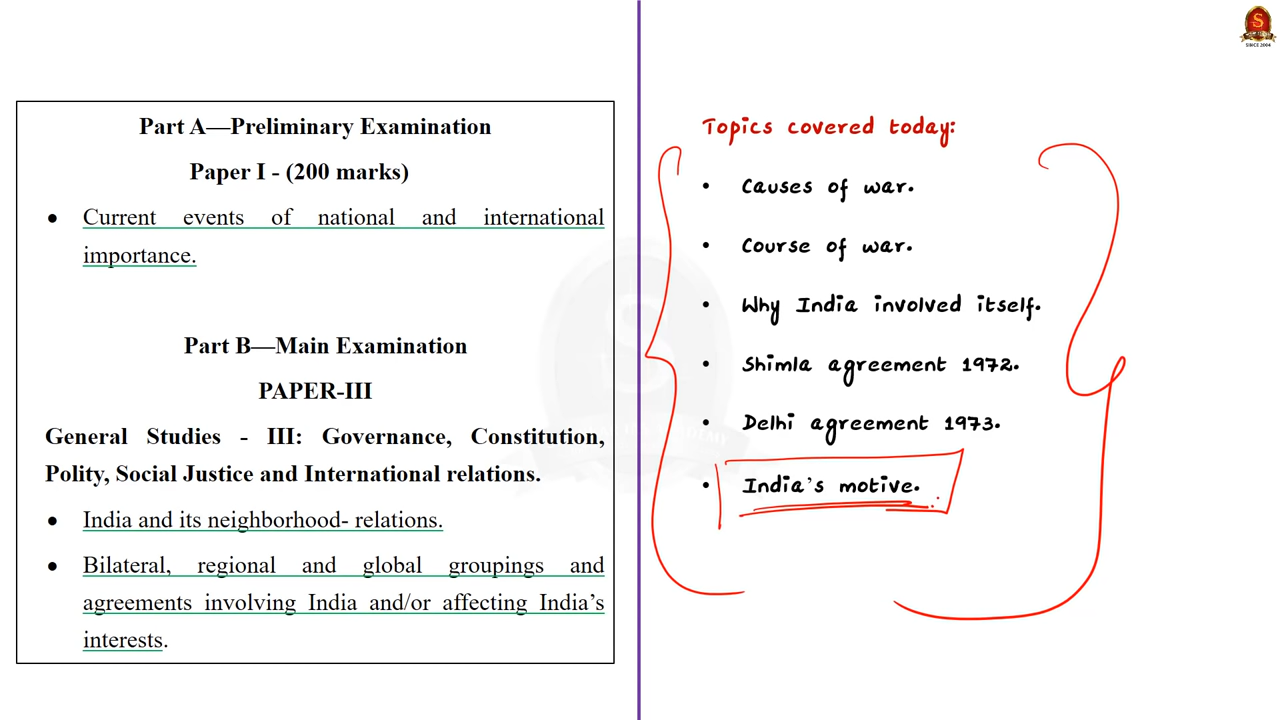 Part A—Preliminary Examination
Paper I - (200 marks)
• Current events of national and international
importance.
Part B—Main Examination
PAPER-III
General Studies - III: Governance, Constitution,
Polity, Social Justice and International relations.
• India and its neighborhood- relations.
• Bilateral, regional and global groupings and
agreements involving India and/or affecting India's
interests.
Topics covered today:
• Causes of war.
• Course of war.
• Why India involved itself.
• Shimla agreement 1972.
• Delhi agreement 1973.
• India's motive.
S
SINCE 2004